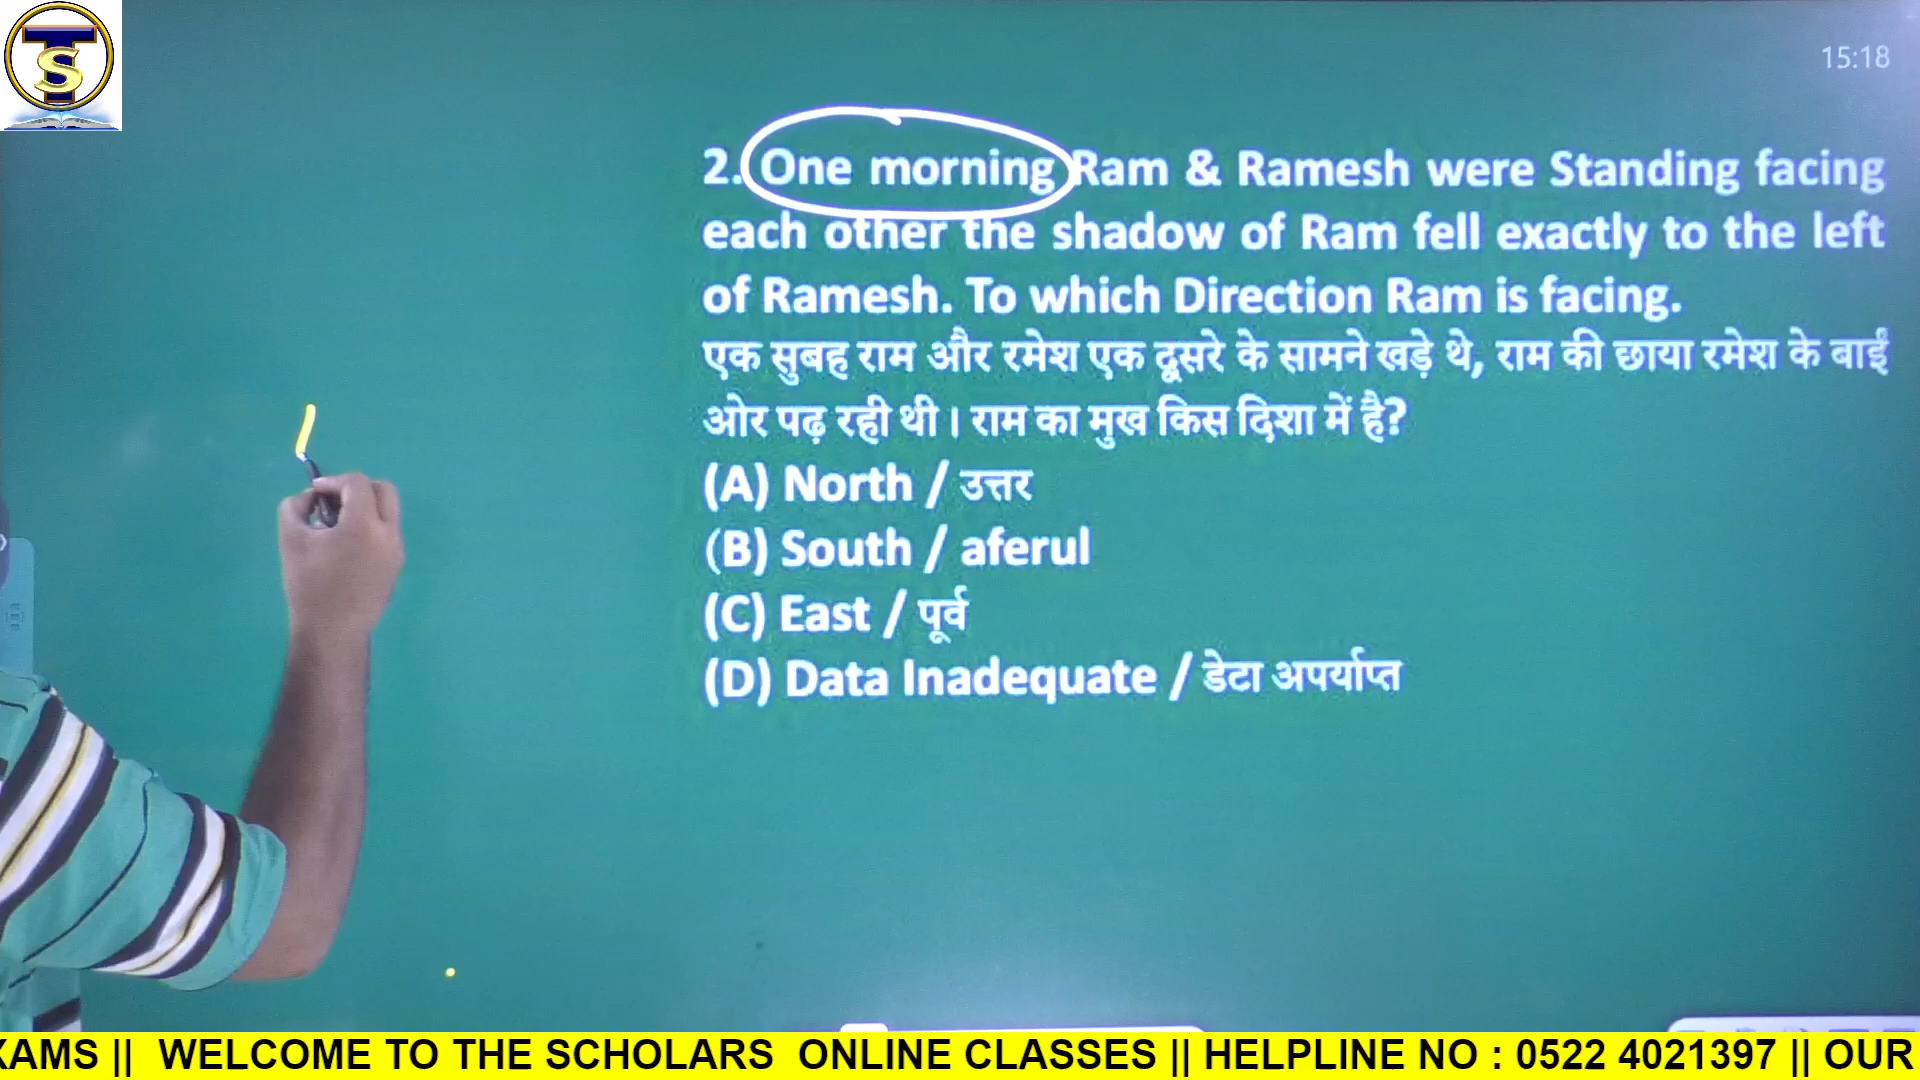 TS
15:18
2. One morning Ram & Ramesh were Standing facing
each other the shadow of Ram fell exactly to the left
of Ramesh. To which Direction Ram is facing.
एक सुबह राम और रमेश एक दूसरे के सामने खड़े थे, राम की छाया रमेश के बाईं
ओर पढ़ रही थी । राम का मुख किस दिशा में है?
(A) North / उत्तर
(B) South / aferul
(C) East / पूर्व
(D) Data Inadequate / डेटा अपर्याप्त
XAMS || WELCOME TO THE SCHOLARS ONLINE CLASSES || HELPLINE NO : 0522 4021397 || OUR